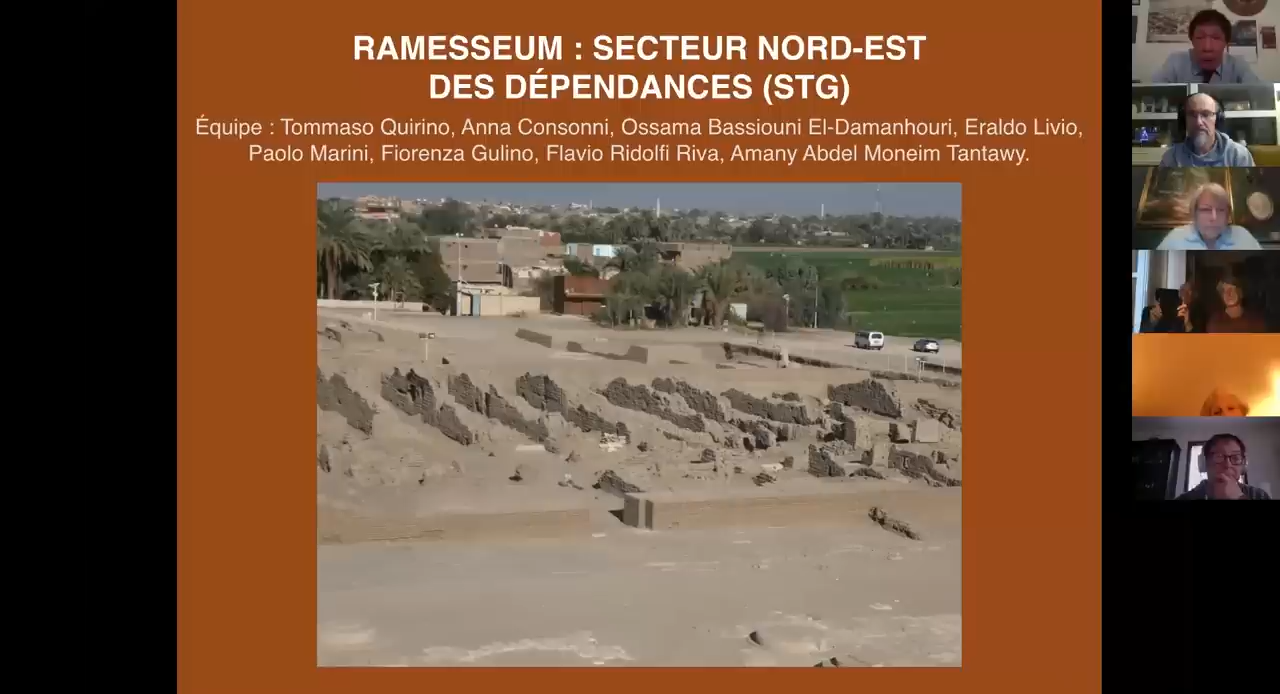 RAMESSEUM : SECTEUR NORD-EST
DES DÉPENDANCES (STG)
Équipe : Tommaso Quirino, Anna Consonni, Ossama Bassiouni El-Damanhouri, Eraldo Livio,
Paolo Marini, Fiorenza Gulino, Flavio Ridolfi Riva, Amany Abdel Moneim Tantawy.